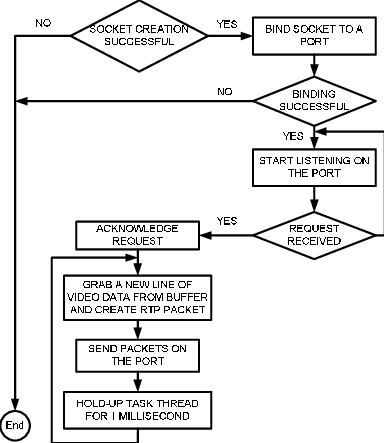 NO
SOCKET CREATION
SUCCESSFUL
YES
BIND SOCKET TO A
PORT
NO
BINDING
SUCCESSFUL
YES
START LISTENING ON
THE PORT
YES
REQUEST
RECEIVED
ACKNOWLEDGE
REQUEST
GRAB A NEW LINE OF
VIDEO DATA FROM BUFFER
AND CREATE RTP PACKET
SEND PACKETS ON
THE PORT
HOLD-UP TASK THREAD
FOR 1 MILLISECOND
End